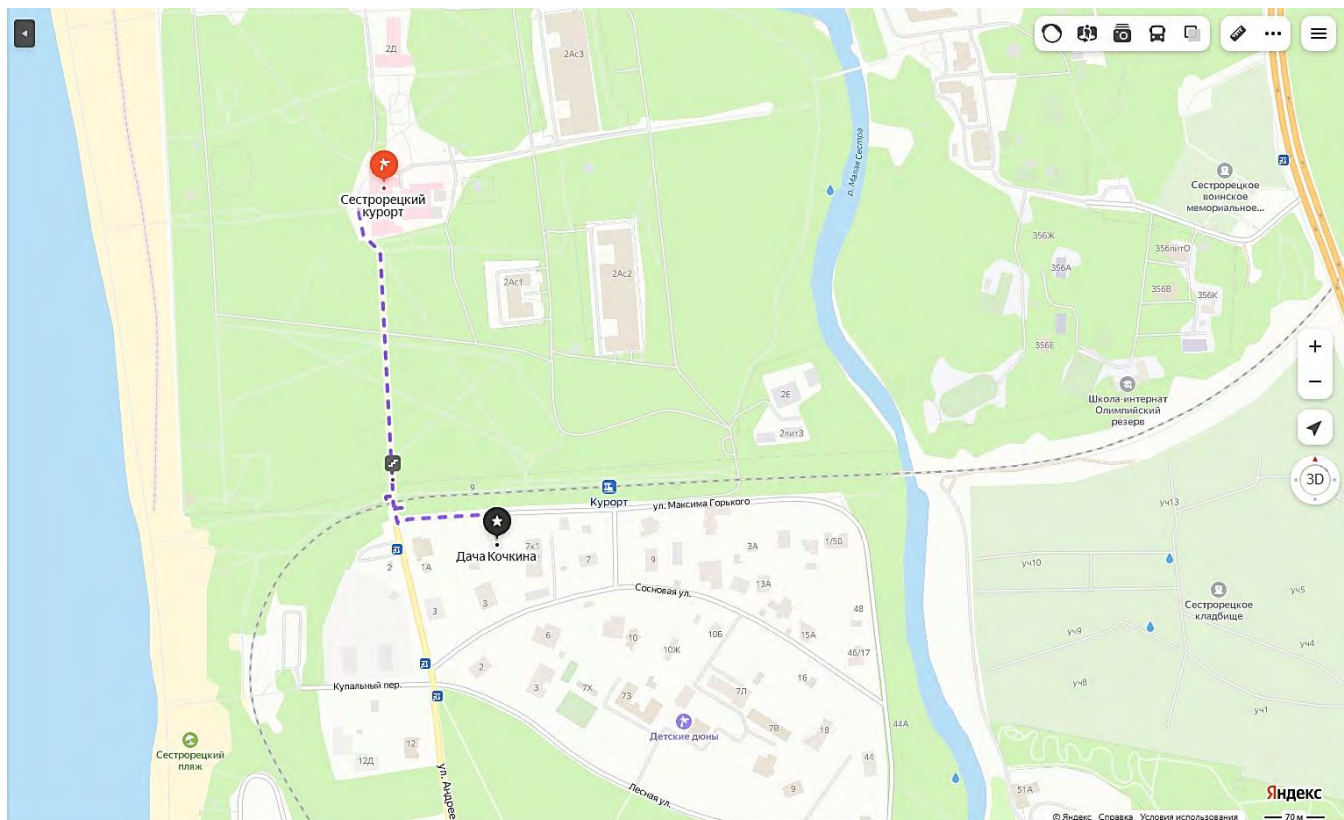 2Д
2Ас3
Сестрорецкий
курорт
р. Малая Сестра
Сестрорецкое
воинское
мемориальное...
356Ж
356литО
356А
356В
356К
2Ас1
2Ас2
356Е
+
−
2Е
2литЗ
Школа-интернат
Олимпийский
резерв
3D
9
Курорт
ул. Максима Горького
уч13
Дача Кочкина
2
1А
7к1
7
9
3А
1/50
13А
уч10
3
3
Сосновая ул.
48
Сестрорецкое
кладбище
уч5
6
10
10Б
15А
уч9
уч4
10Ж
46/17
2
3
7Х
7З
7Л
16
уч8
Купальный пер.
уч1
Детские дюны
7В
18
44А
12
12Д
Сестрорецкий
пляж
44
ул. Андрее
Лесная ул.
9
51А
Яндекс
© Яндекс Справка Условия использования
70 м